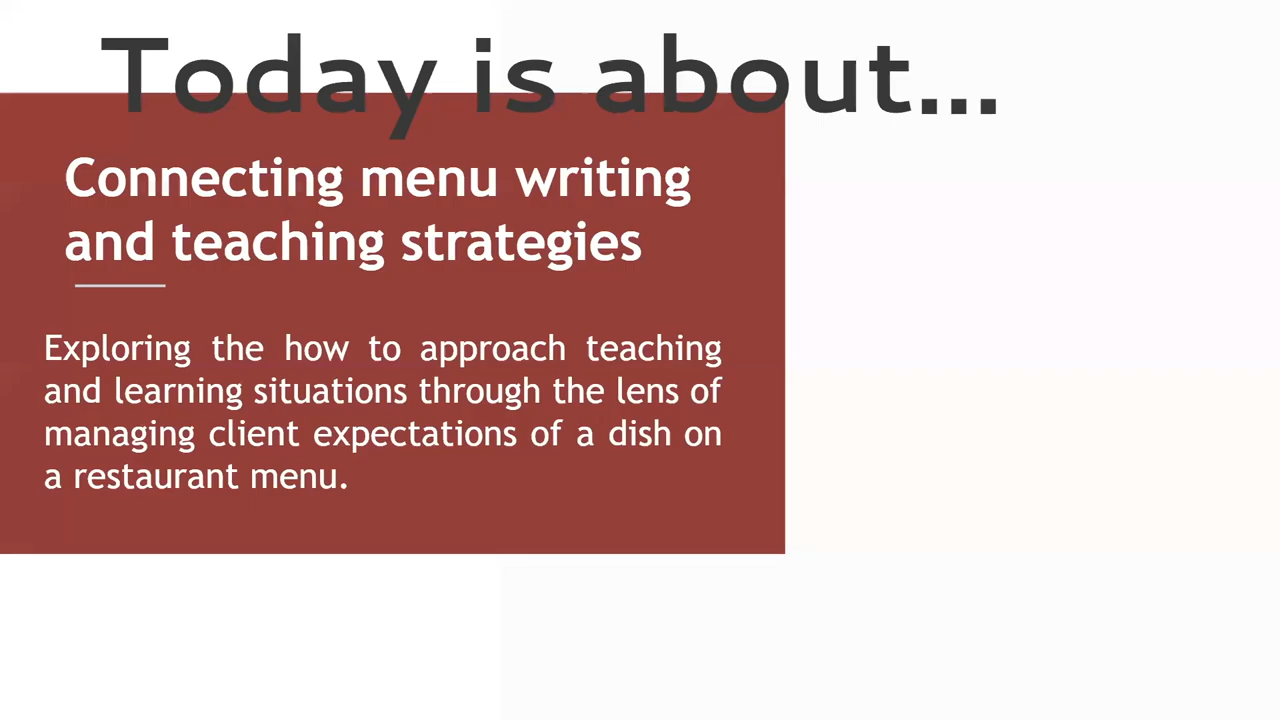 Today is about...
Connecting menu writing
and teaching strategies
Exploring the how to approach teaching
and learning situations through the lens of
managing client expectations of a dish on
a restaurant menu.